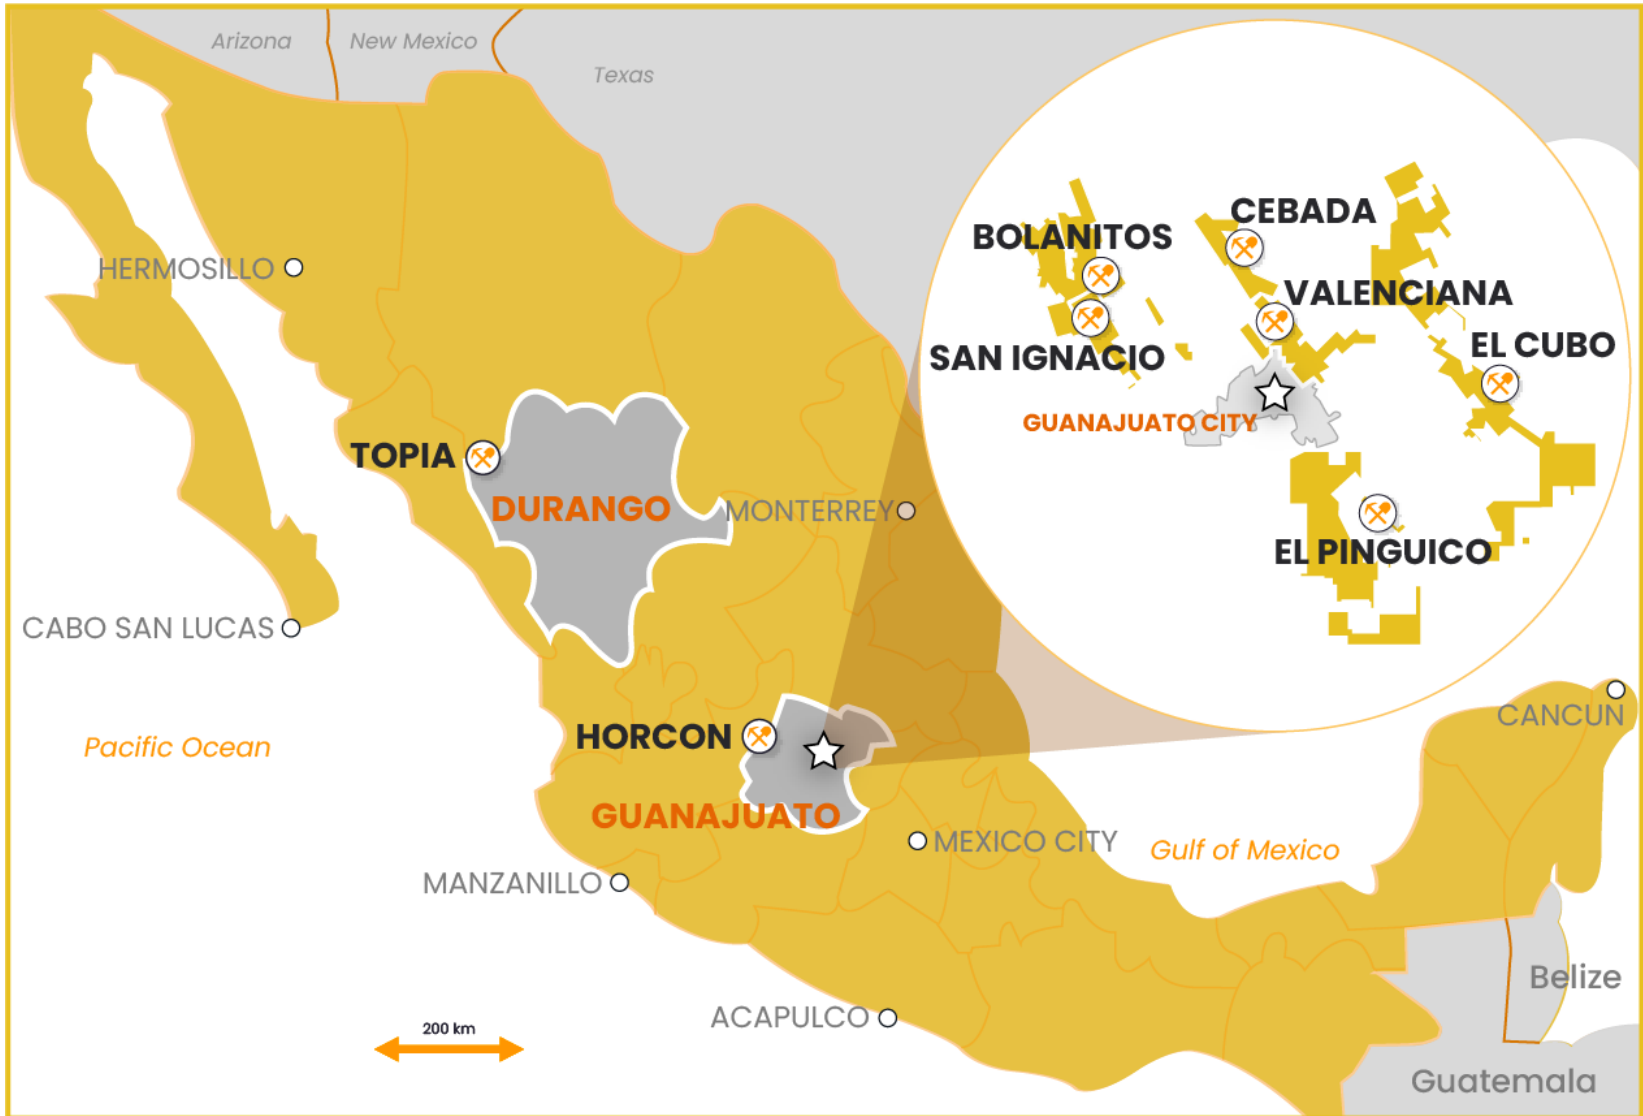 Arizona
New Mexico
Texas
CEBADA
BOLANITOS
HERMOSILLO
VALENCIANA
EL CUBO
SAN IGNACIO
GUANAJUATO CITY
TOPIA
DURANGO
MONTERREY
EL PINGUICO
CABO SAN LUCAS
CANCUN
HORCON
Pacific Ocean
GUANAJUATO
MEXICO CITY
Gulf of Mexico
MANZANILLO
Belize
ACAPULCO
200 km
Guatemala